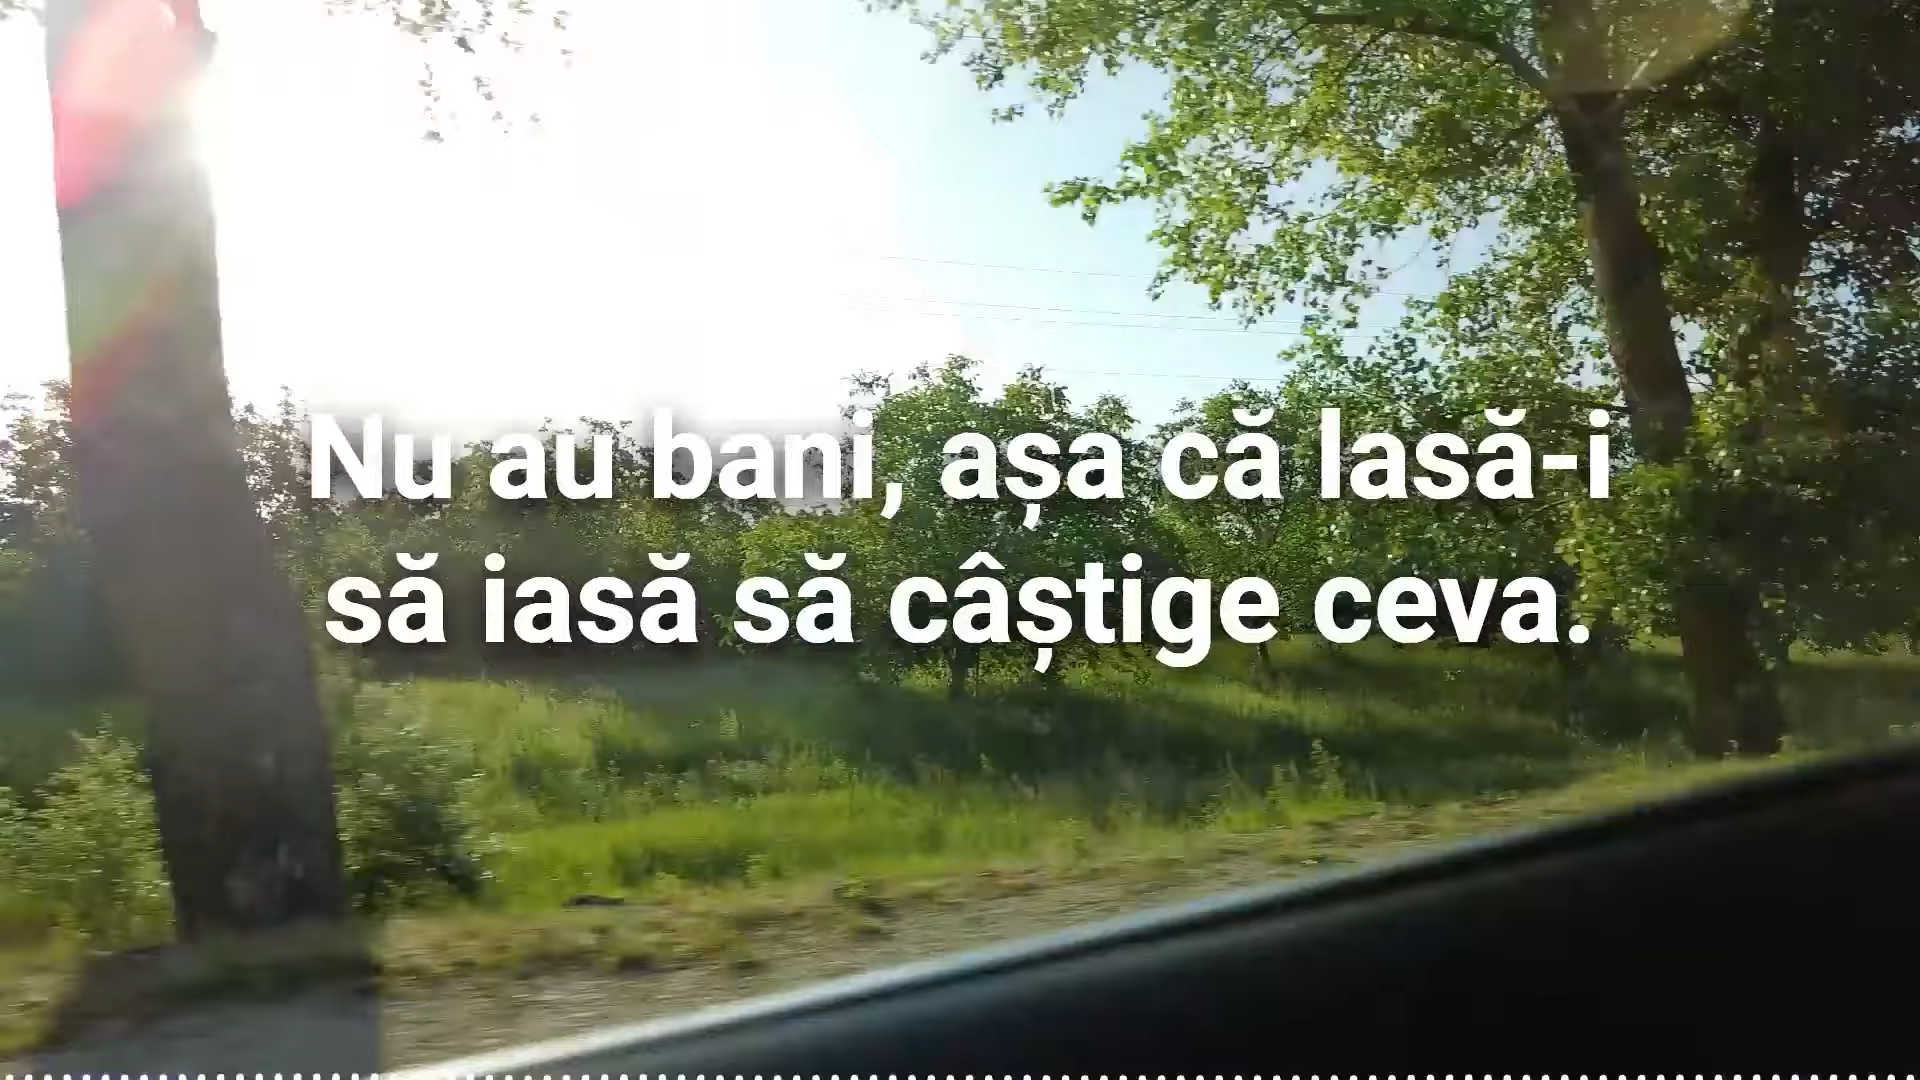 Nu au bani, așa că lasă-i
să iasă să câștige ceva.